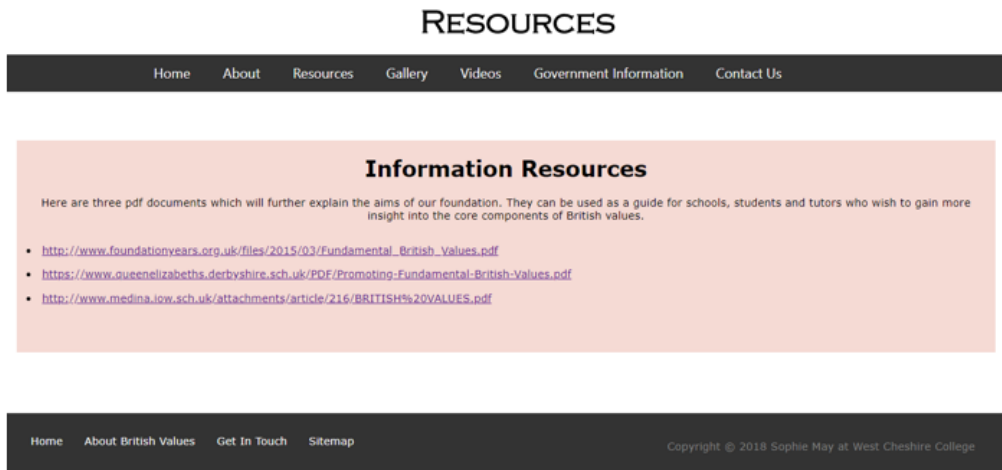 RESOURCES
Home About Resources Gallery Videos Government Information Contact Us
Information Resources
Here are three pdf documents which will further explain the aims of our foundation. They can be used as a guide for schools, students and tutors who wish to gain more
insight into the core components of British values.
http://www.foundationyears.org.uk/files/2015/03/Fundamental_British_Values.pdf
https://www.queenelizabeths.derbyshire.sch.uk/PDF/Promoting-Fundamental-British-Values.pdf
http://www.medina.iow.sch.uk/attachments/article/216/BRITISH%20VALUES.pdf
Home About British Values Get In Touch Sitemap
Copyright © 2018 Sophie May at West Cheshire College